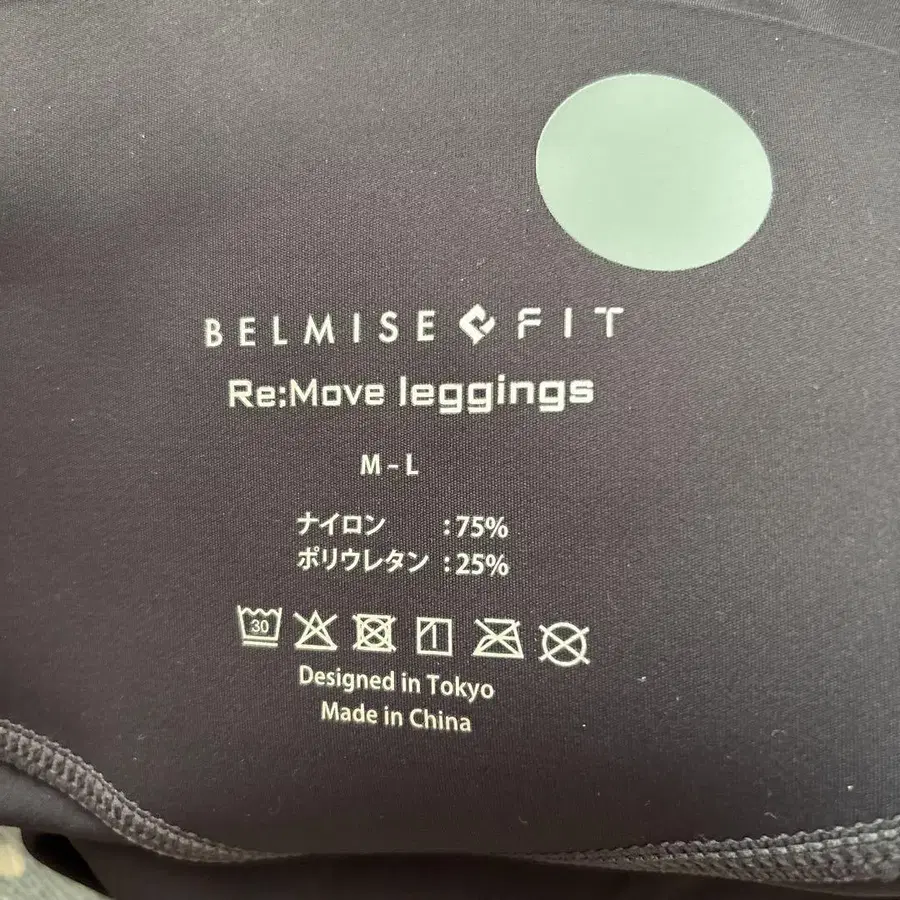 BELMISE FIT
Re:Move leggings
M-L
ナイロン :75%
ポリウレタン :25%
30
Designed in Tokyo
Made in China